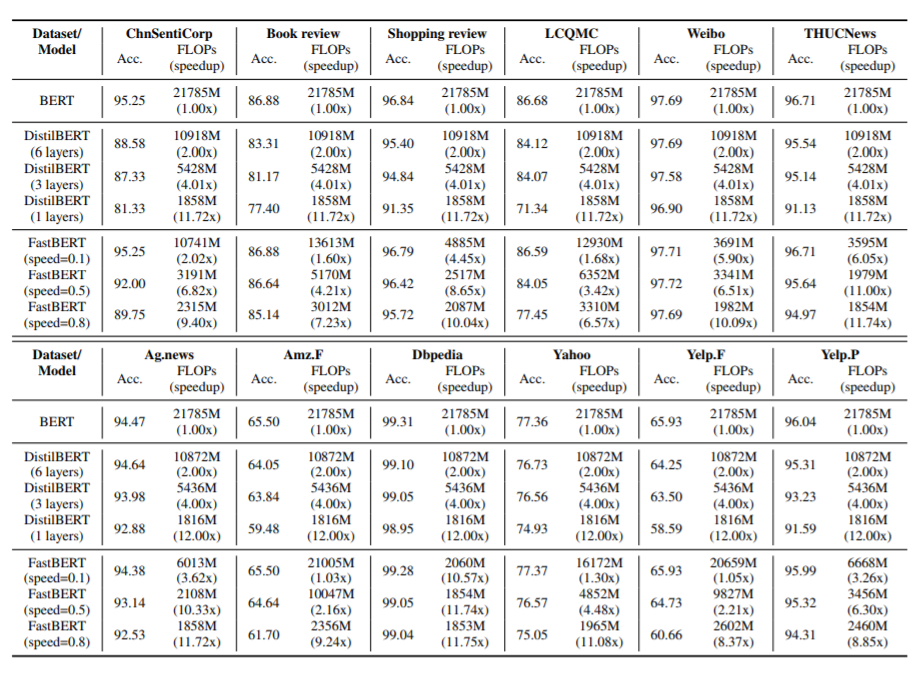 Dataset/ ChnSentiCorp Book review Shopping review LCQMC Weibo THUCNews
Model Acc. FLOPs (speedup) Acc. FLOPs (speedup) Acc. FLOPs (speedup) Acc. FLOPs (speedup) Acc. FLOPs (speedup) Acc. FLOPs (speedup)
BERT 95.25 21785M (1.00x) 86.88 21785M (1.00x) 96.84 21785M (1.00x) 86.68 21785M (1.00x) 97.69 21785M (1.00x) 96.71 21785M (1.00x)
DistilBERT (6 layers) 88.58 10918M (2.00x) 83.31 10918M (2.00x) 95.40 10918M (2.00x) 84.12 10918M (2.00x) 97.69 10918M (2.00x) 95.54 10918M (2.00x)
DistilBERT (3 layers) 87.33 5428M (4.01x) 81.17 5428M (4.01x) 94.84 5428M (4.01x) 84.07 5428M (4.01x) 97.58 5428M (4.01x) 95.14 5428M (4.01x)
DistilBERT (1 layers) 81.33 1858M (11.72x) 77.40 1858M (11.72x) 91.35 1858M (11.72x) 71.34 1858M (11.72x) 96.90 1858M (11.72x) 91.13 1858M (11.72x)
FastBERT (speed=0.1) 95.25 10741M (2.02x) 86.88 13613M (1.60x) 96.79 4885M (4.45x) 86.59 12930M (1.68x) 97.71 3691M (5.90x) 96.71 3595M (6.05x)
FastBERT (speed=0.5) 92.00 3191M (6.82x) 86.64 5170M (4.21x) 96.42 2517M (8.65x) 84.05 6352M (3.42x) 97.72 3341M (6.51x) 95.64 1979M (11.00x)
FastBERT (speed=0.8) 89.75 2315M (9.40x) 85.14 3012M (7.23x) 95.72 2087M (10.04x) 77.45 3310M (6.57x) 97.69 1982M (10.09x) 94.97 1854M (11.74x)
Dataset/ Ag.news Amz.F Dbpedia Yahoo Yelp.F Yelp.P
Model Acc. FLOPs (speedup) Acc. FLOPs (speedup) Acc. FLOPs (speedup) Acc. FLOPs (speedup) Acc. FLOPs (speedup) Acc. FLOPs (speedup)
BERT 94.47 21785M (1.00x) 65.50 21785M (1.00x) 99.31 21785M (1.00x) 77.36 21785M (1.00x) 65.93 21785M (1.00x) 96.04 21785M (1.00x)
DistilBERT (6 layers) 94.64 10872M (2.00x) 64.05 10872M (2.00x) 99.10 10872M (2.00x) 76.73 10872M (2.00x) 64.25 10872M (2.00x) 95.31 10872M (2.00x)
DistilBERT (3 layers) 93.98 5436M (4.00x) 63.84 5436M (4.00x) 99.05 5436M (4.00x) 76.56 5436M (4.00x) 63.50 5436M (4.00x) 93.23 5436M (4.00x)
DistilBERT (1 layers) 92.88 1816M (12.00x) 59.48 1816M (12.00x) 98.95 1816M (12.00x) 74.93 1816M (12.00x) 58.59 1816M (12.00x) 91.59 1816M (12.00x)
FastBERT (speed=0.1) 94.38 6013M (3.62x) 65.50 21005M (1.03x) 99.28 2060M (10.57x) 77.37 16172M (1.30x) 65.93 20659M (1.05x) 95.99 6668M (3.26x)
FastBERT (speed=0.5) 93.14 2108M (10.33x) 64.64 10047M (2.16x) 99.05 1854M (11.74x) 76.57 4852M (4.48x) 64.73 9827M (2.21x) 95.32 3456M (6.30x)
FastBERT (speed=0.8) 92.53 1858M (11.72x) 61.70 2356M (9.24x) 99.04 1853M (11.75x) 75.05 1965M (11.08x) 60.66 2602M (8.37x) 94.31 2460M (8.85x)